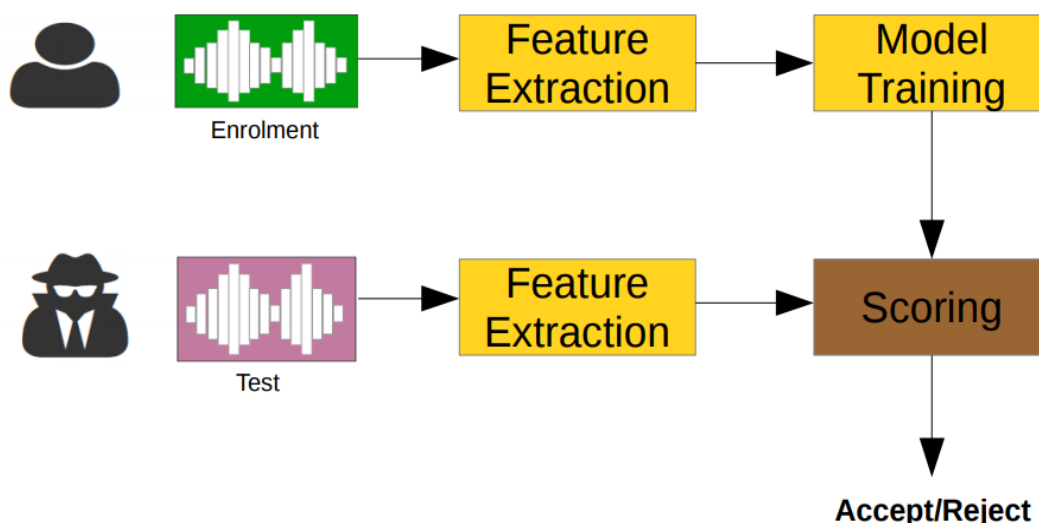 Feature
Extraction
Model
Training
Enrolment
Feature
Extraction
Scoring
Test
Accept/Reject